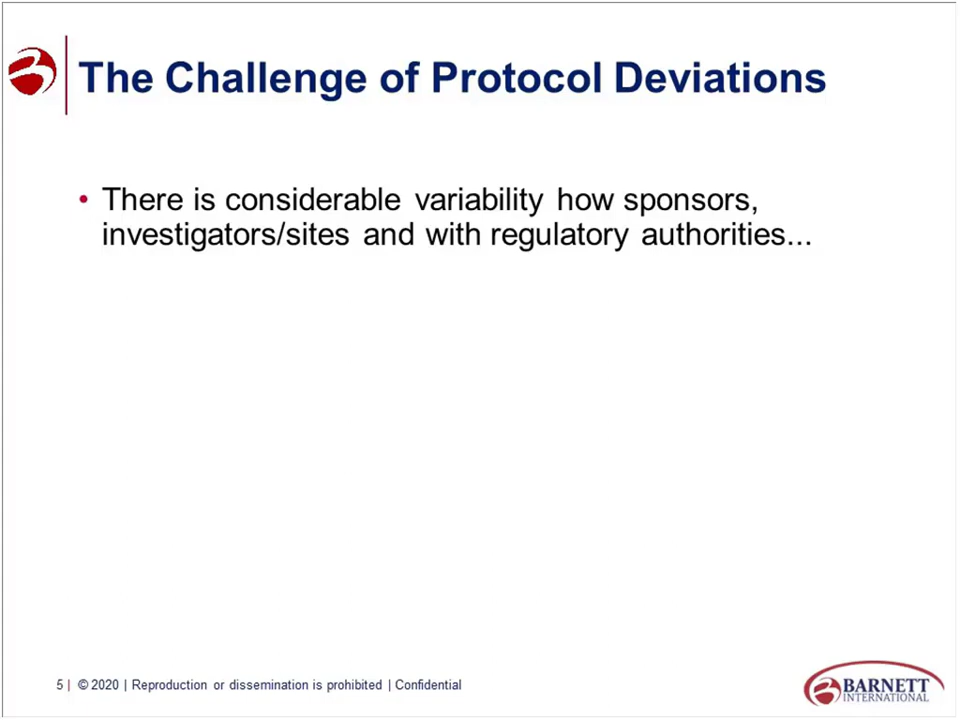 The Challenge of Protocol Deviations
• There is considerable variability how sponsors,
investigators/sites and with regulatory authorities...
5 | © 2020 | Reproduction or dissemination is prohibited | Confidential
BARNETT
INTERNATIONAL